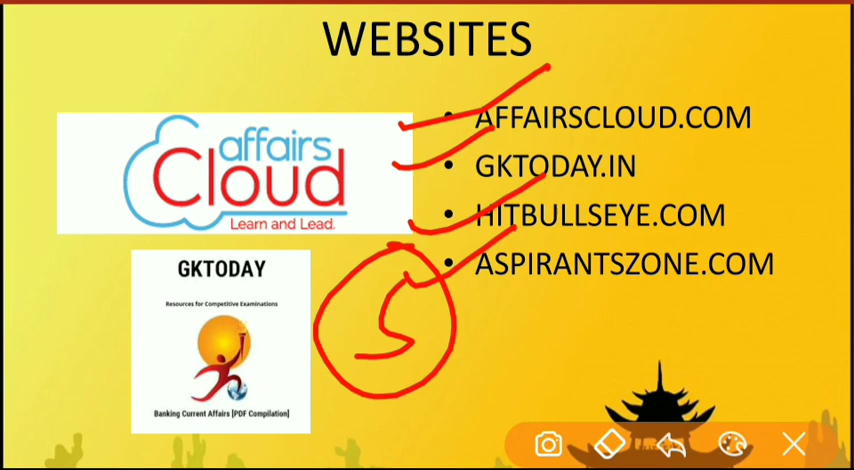 WEBSITES
affairs
Cloud
Learn and Lead.
• AFFAIRSCLOUD.COM
• GKTODAY.IN
• HITBULLSEYE.COM
• ASPIRANTSZONE.COM
GKTODAY
Resources for Competitive Examinations
Banking Current Affairs [PDF Compilation]
5